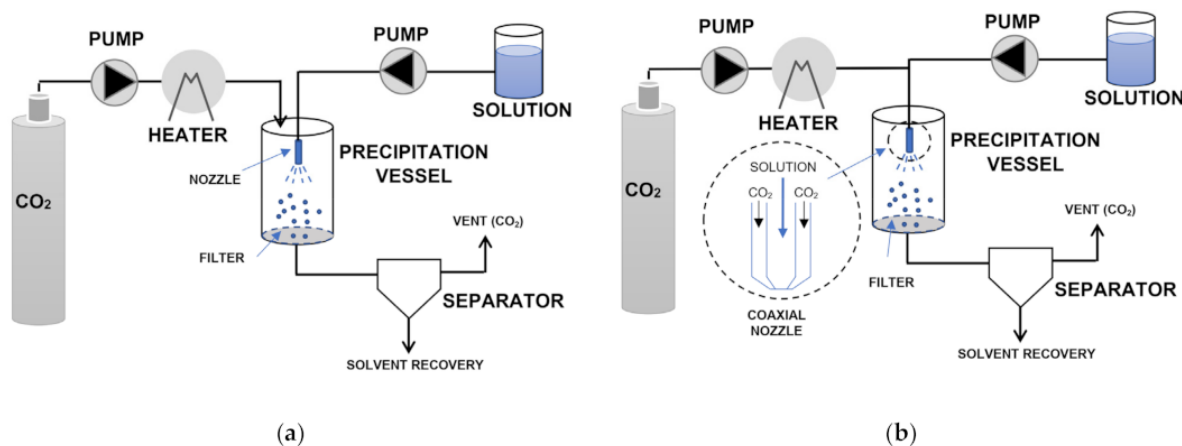 PUMP
PUMP
SOLUTION
HEATER
PRECIPITATION
VESSEL
NOZZLE
CO₂
VENT (CO₂)
FILTER
SEPARATOR
SOLVENT RECOVERY
(a)
PUMP
PUMP
SOLUTION
HEATER
PRECIPITATION
VESSEL
SOLUTION
CO₂
CO₂
CO₂
VENT (CO₂)
FILTER
SEPARATOR
COAXIAL
NOZZLE
SOLVENT RECOVERY
(b)